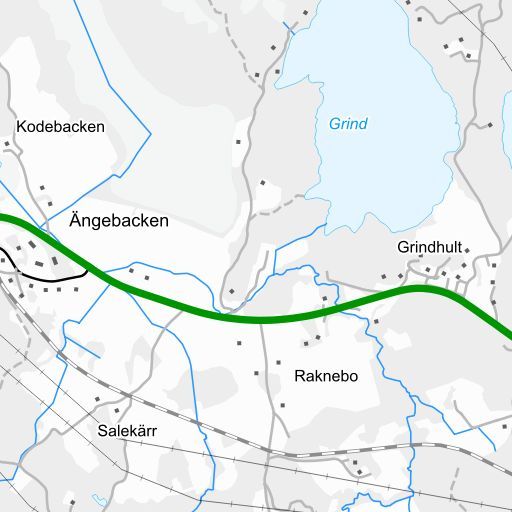 Grind
Kodebacken
Ängebacken
Grindhult
Raknebo
Salekärr